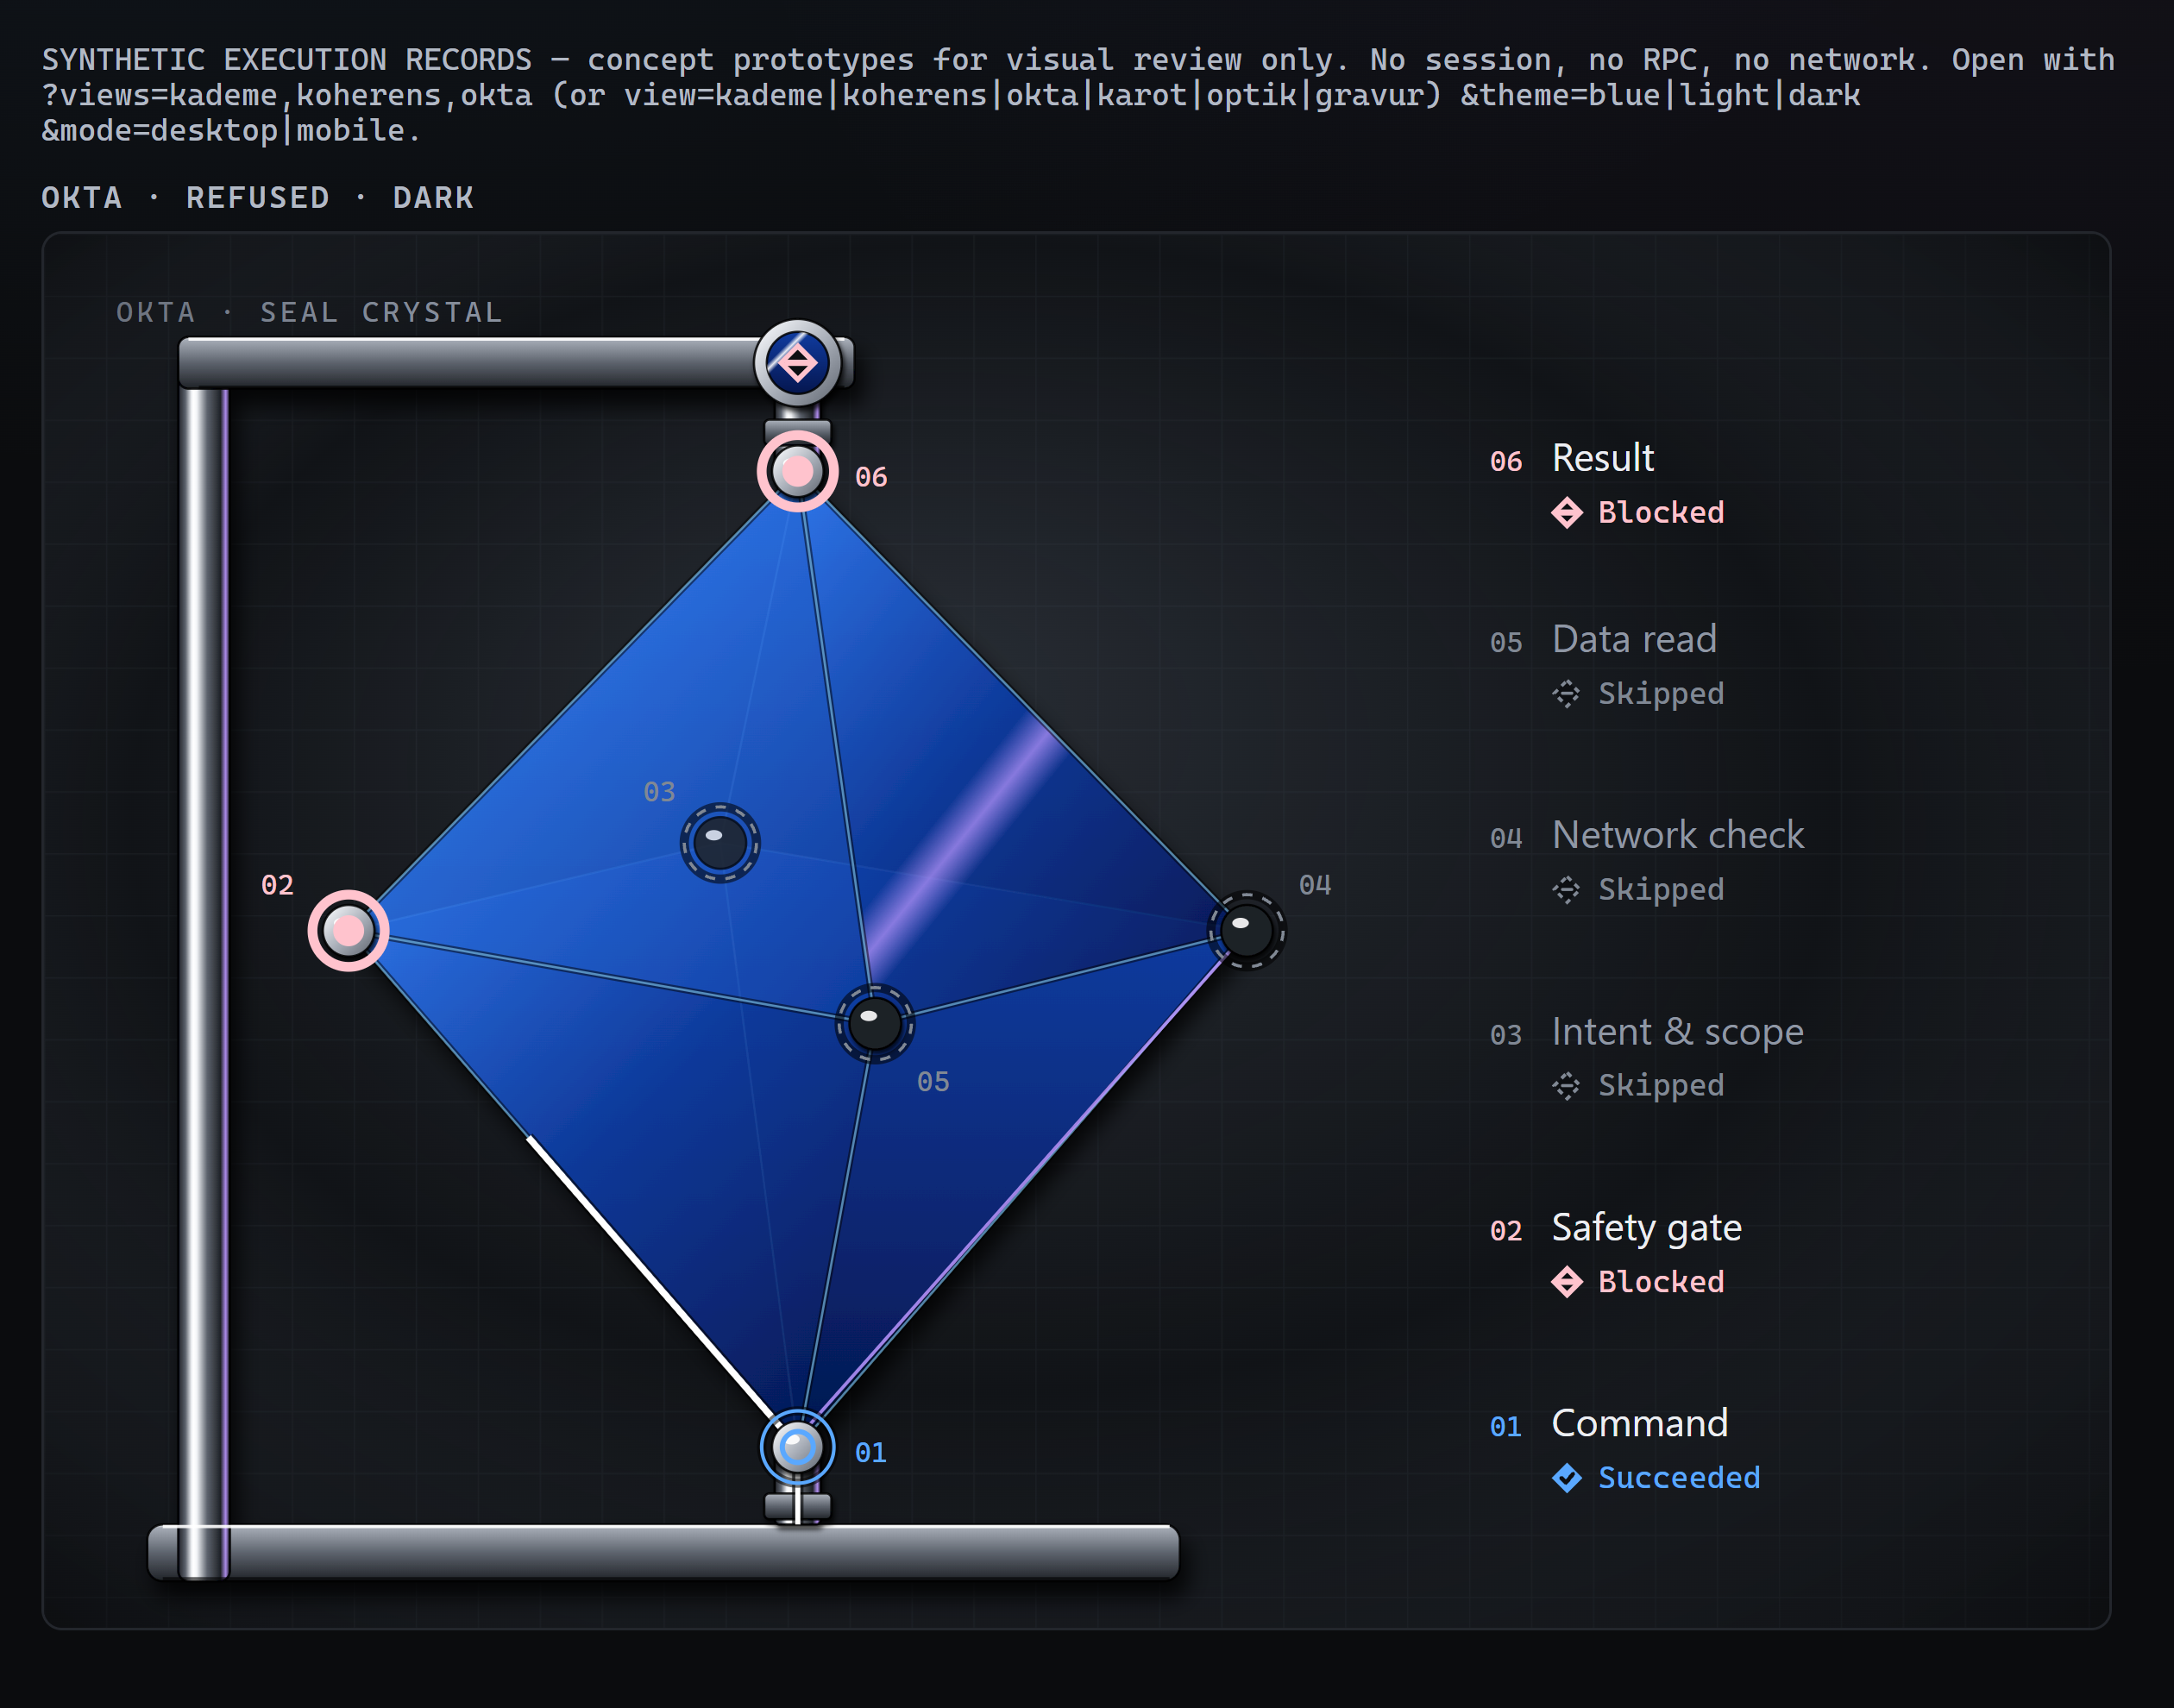 SYNTHETIC EXECUTION RECORDS — concept prototypes for visual review only. No session, no RPC, no network. Open with
?views=kademe,koherens,okta (or view=kademe|koherens|okta|karot|optik|gravur) &theme=blue|light|dark
&mode=desktop|mobile.
OKTA · REFUSED · DARK
OKTA · SEAL CRYSTAL
06
03
02
04
05
01
06 Result
Blocked
05 Data read
Skipped
04 Network check
Skipped
03 Intent & scope
Skipped
02 Safety gate
Blocked
01 Command
Succeeded